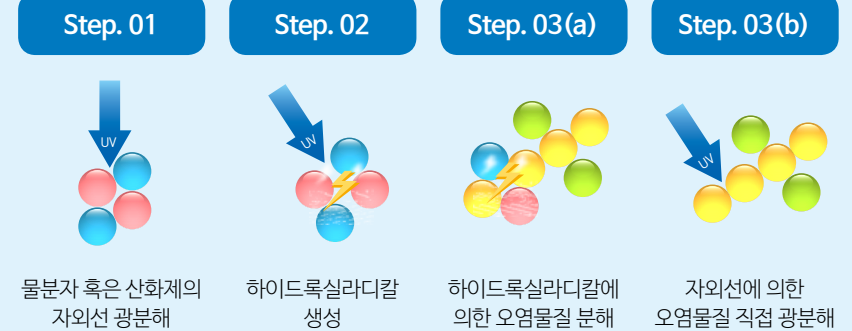 Step. 01
Step. 02
Step. 03(a)
Step. 03(b)
UV
UV
UV
물분자 혹은 산화제의
자외선 광분해
하이드록실라디칼
생성
하이드록실라디칼에
의한 오염물질 분해
자외선에 의한
오염물질 직접 광분해